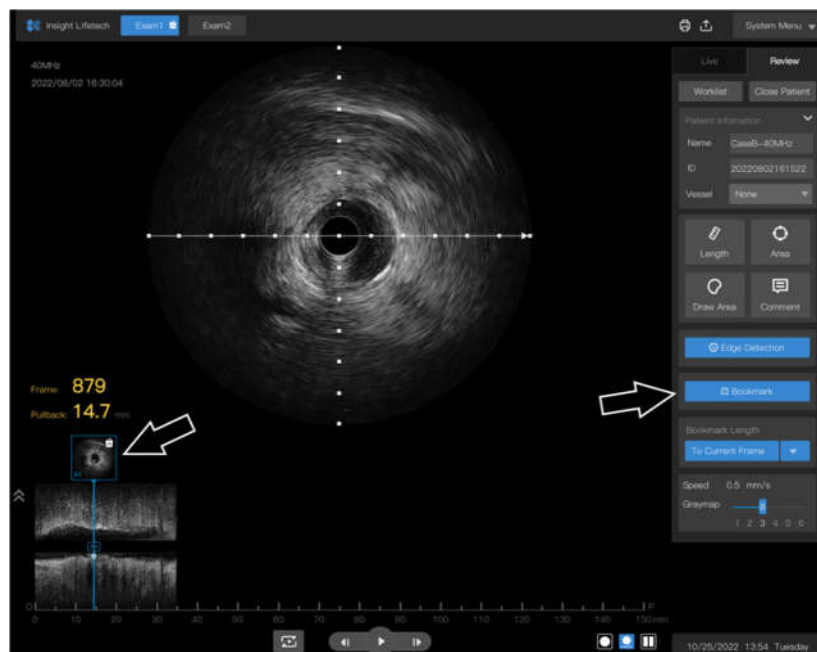 Insight Lifetech Exam1 Exam2 System Menu
40MHz
2022/08/02 16:30:04
Live Review
Worklist Close Patient
Patient Infomation
Name CaseB-40MHz
ID 20220802161522
Vessel None
Length Area
Draw Area Comment
Edge Detection
Frame: 879
Bookmark
Pullback: 14.7 mm
Bookmark Length
To Current Frame
Speed 0.5 mm/s
Graymap
1 2 3 4 5 6
D P
0 10 20 30 40 50 60 70 80 90 100 110 120 130 140 150mm
10/25/2022 13:54 Tuesday